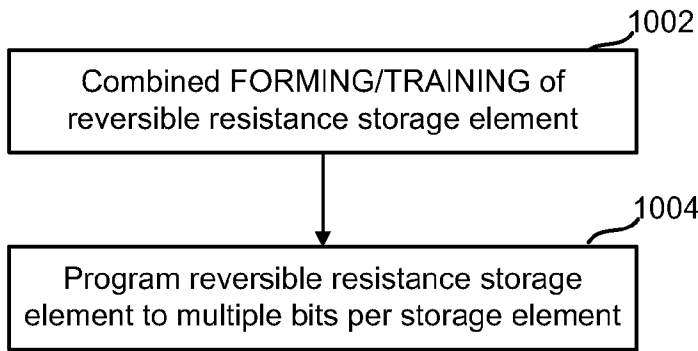 1002
Combined FORMING/TRAINING of
reversible resistance storage element
1004
Program reversible resistance storage
element to multiple bits per storage element